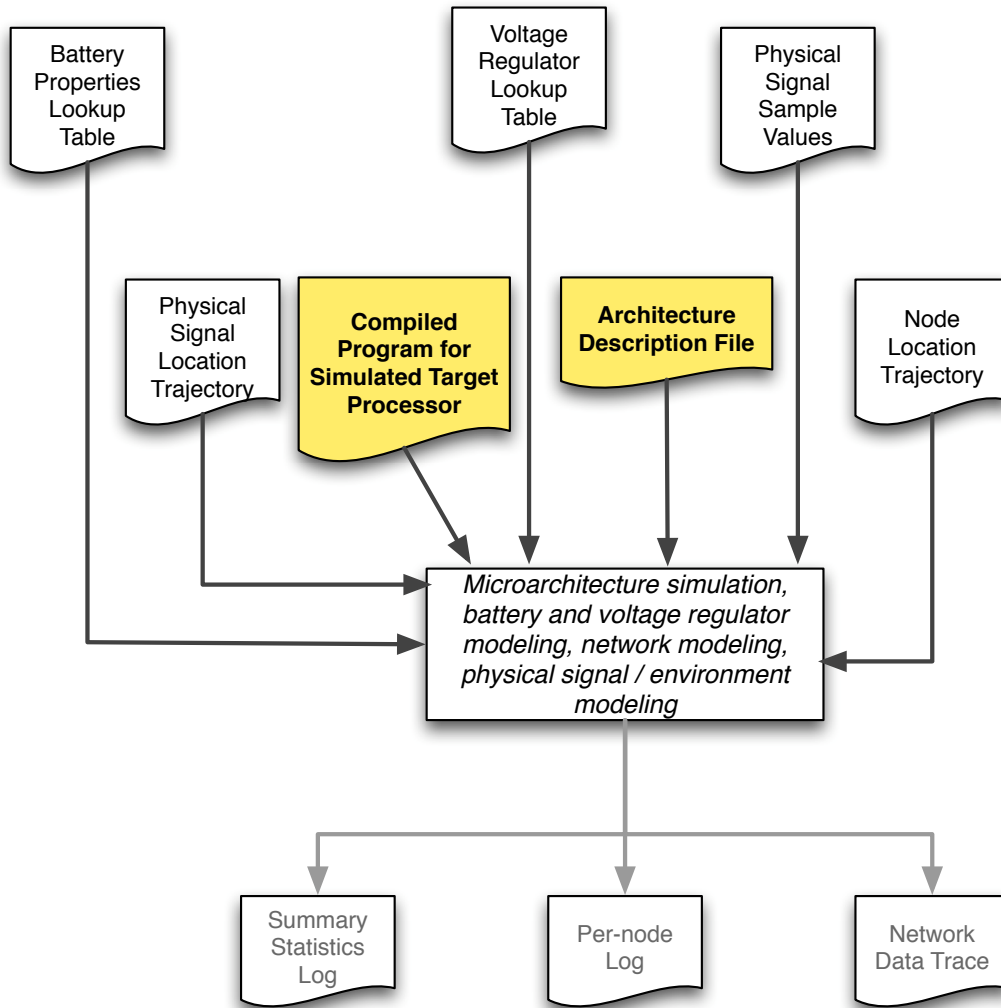 Battery
Properties
Lookup
Table
Voltage
Regulator
Lookup
Table
Physical
Signal
Sample
Values
Physical
Signal
Location
Trajectory
Compiled
Program for
Simulated Target
Processor
Architecture
Description File
Node
Location
Trajectory
Microarchitecture simulation,
battery and voltage regulator
modeling, network modeling,
physical signal / environment
modeling
Summary
Statistics
Log
Per-node
Log
Network
Data Trace